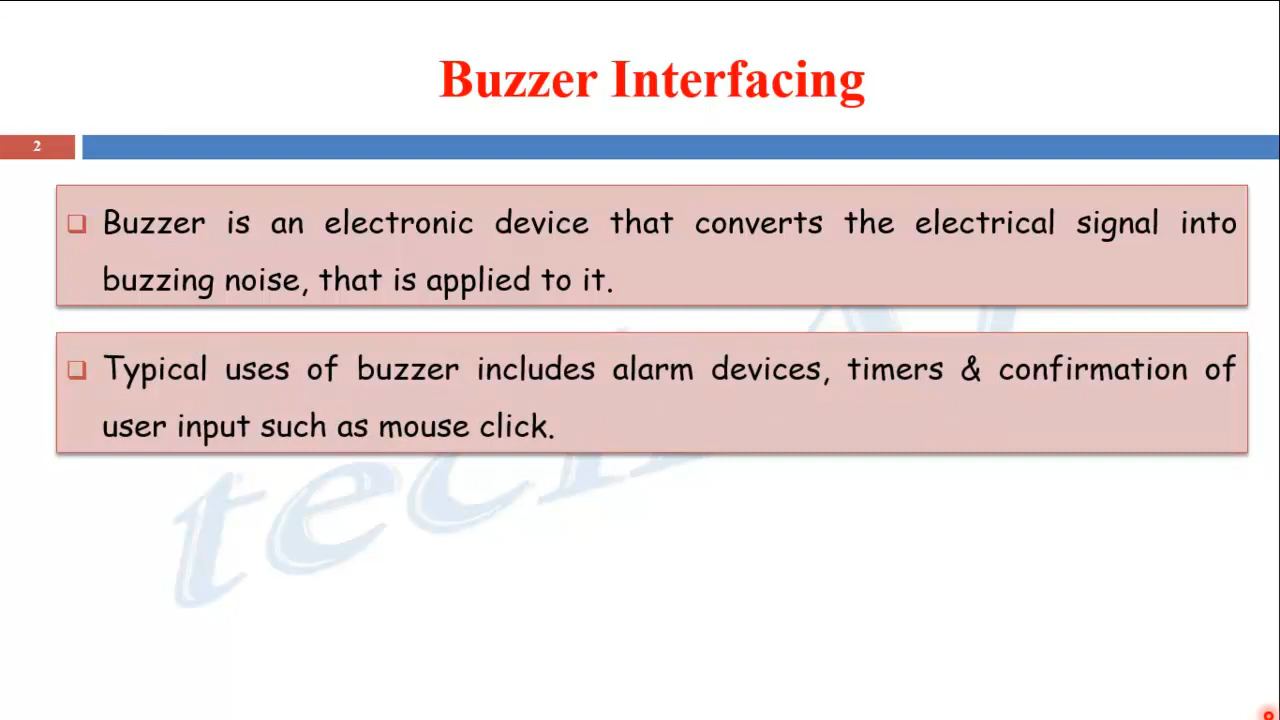 Buzzer Interfacing
2
Buzzer is an electronic device that converts the electrical signal into
buzzing noise, that is applied to it.
Typical uses of buzzer includes alarm devices, timers & confirmation of
user input such as mouse click.